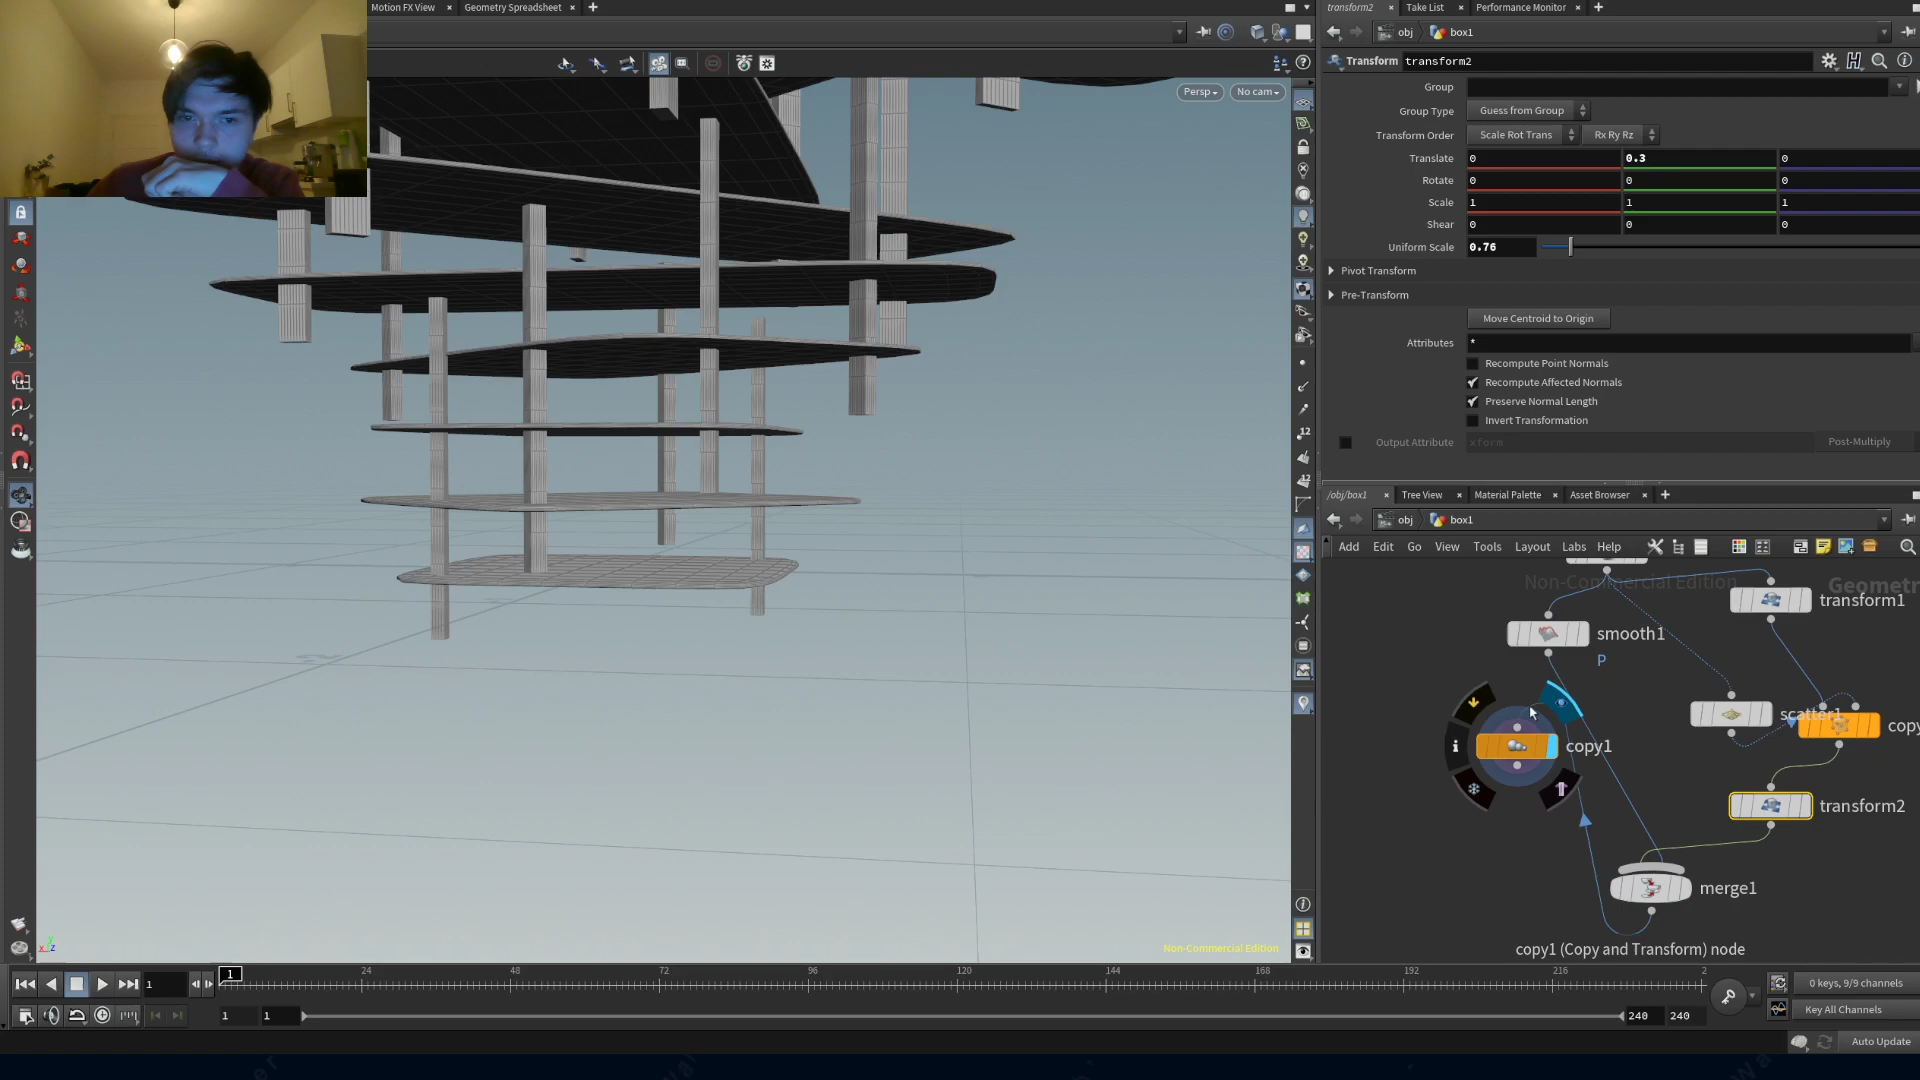 Motion FX View
Geometry Spreadsheet
transform2
Take List
Performance Monitor
obj
box1
Transform
transform2
Persp
No cam
Group
Group Type
Guess from Group
Transform Order
Scale Rot Trans
Rx Ry Rz
Translate
0
0.3
0
Rotate
0
0
0
Scale
1
1
1
Shear
0
0
0
Uniform Scale
0.76
Pivot Transform
Pre-Transform
Move Centroid to Origin
Attributes
*
Recompute Point Normals
Recompute Affected Normals
Preserve Normal Length
Invert Transformation
Output Attribute
xform
Post-Multiply
/obj/box1
Tree View
Material Palette
Asset Browser
obj
box1
Add
Edit
Go
View
Tools
Layout
Labs
Help
Non-Commercial Edition
Geometr
transform1
smooth1
P
scatter1
copy
copy1
transform2
merge1
copy1 (Copy and Transform) node
Non-Commercial Edition
1
1
24
48
72
96
120
144
168
192
216
2
0 keys, 9/9 channels
1
1
240
240
Key All Channels
Auto Update